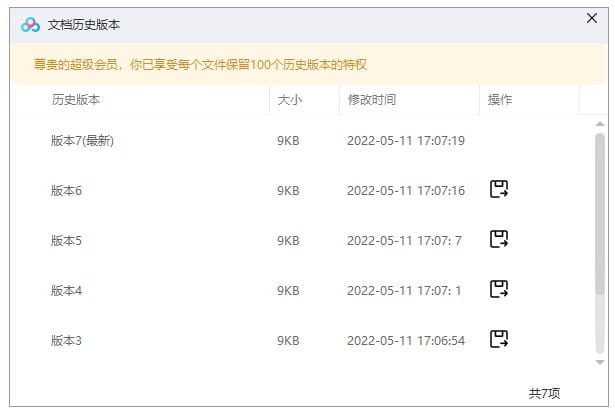 文档历史版本
尊贵的超级会员，你已享受每个文件保留100个历史版本的特权
历史版本 大小 修改时间 操作
版本7(最新) 9KB 2022-05-11 17:07:19
版本6 9KB 2022-05-11 17:07:16
版本5 9KB 2022-05-11 17:07: 7
版本4 9KB 2022-05-11 17:07: 1
版本3 9KB 2022-05-11 17:06:54
共7项